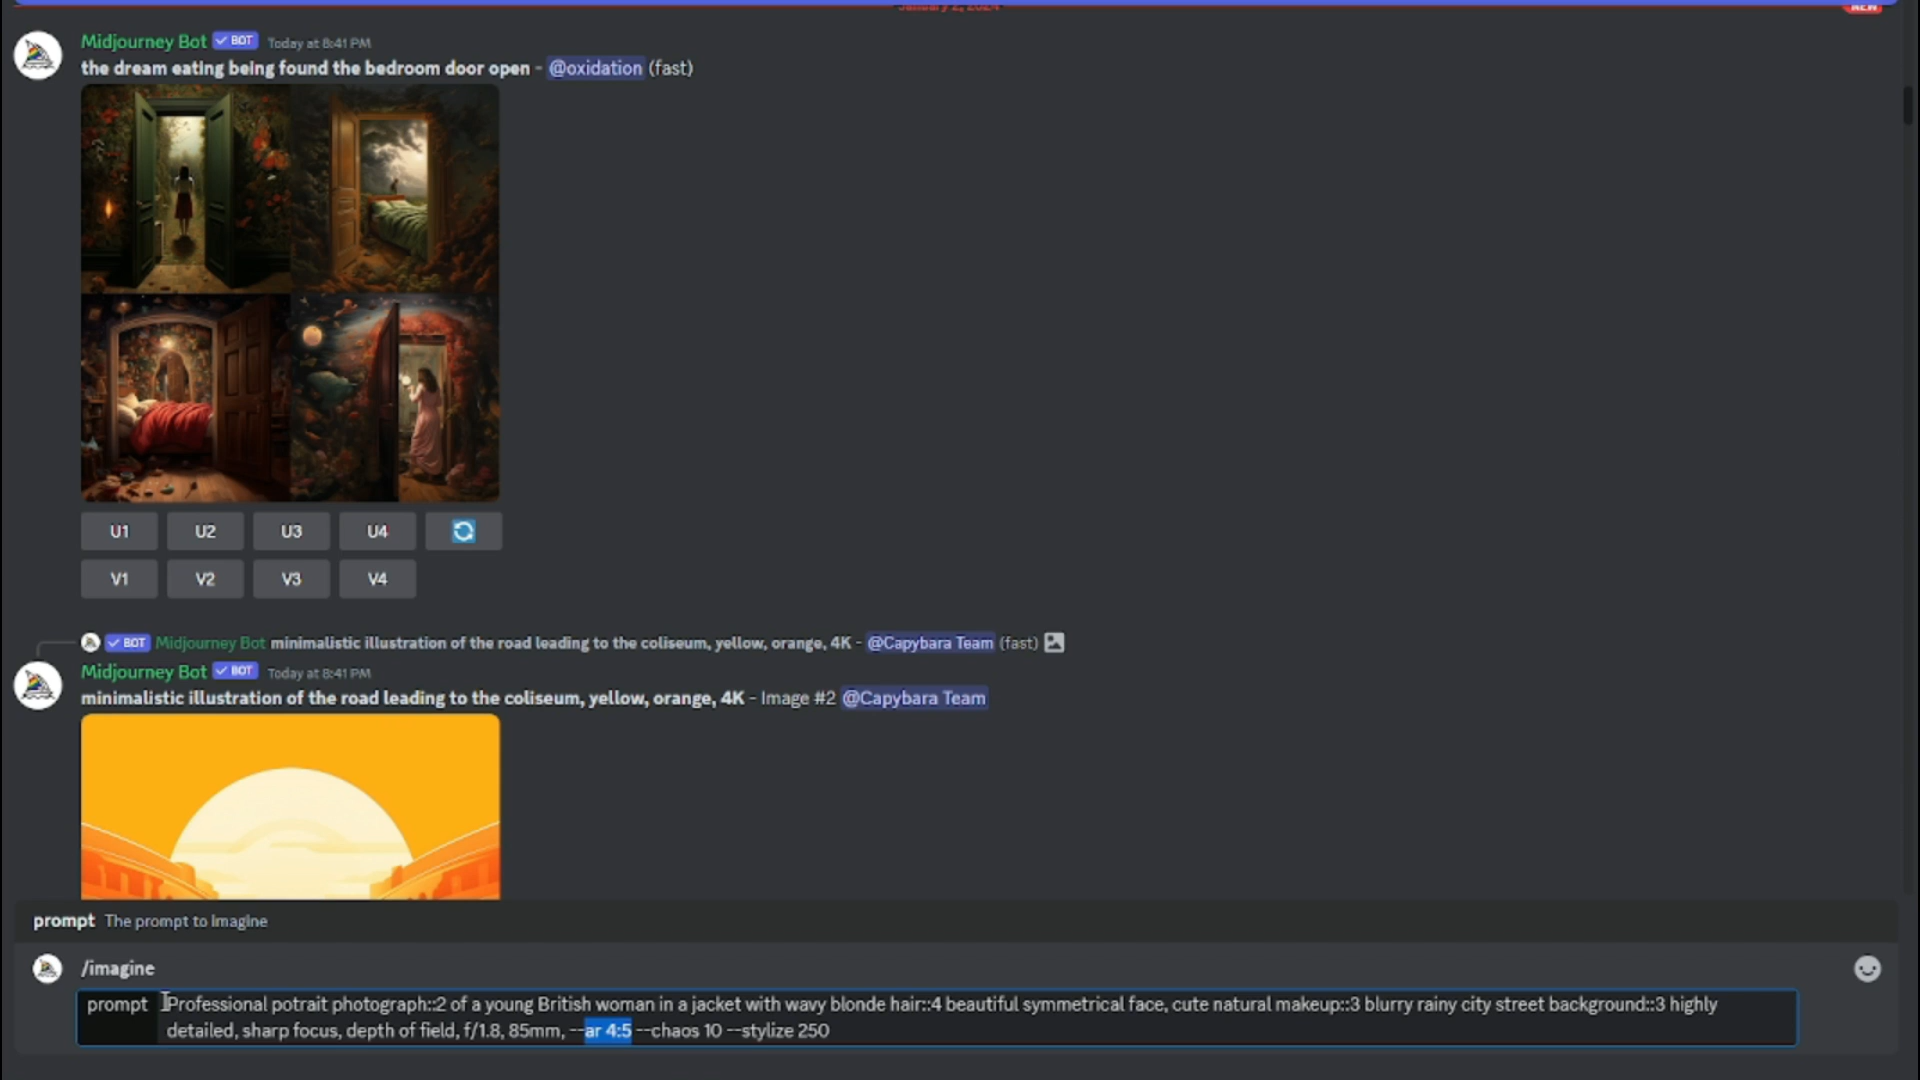 January 2, 2024 NEW
Midjourney Bot ✓ BOT Today at 8:41 PM
the dream eating being found the bedroom door open - @oxidation (fast)
U1 U2 U3 U4
V1 V2 V3 V4
✓ BOT Midjourney Bot minimalistic illustration of the road leading to the coliseum, yellow, orange, 4K - @Capybara Team (fast)
Midjourney Bot ✓ BOT Today at 8:41 PM
minimalistic illustration of the road leading to the coliseum, yellow, orange, 4K - Image #2 @Capybara Team
prompt The prompt to imagine
/imagine
prompt Professional potrait photograph::2 of a young British woman in a jacket with wavy blonde hair::4 beautiful symmetrical face, cute natural makeup::3 blurry rainy city street background::3 highly
detailed, sharp focus, depth of field, f/1.8, 85mm, --ar 4:5 --chaos 10 --stylize 250